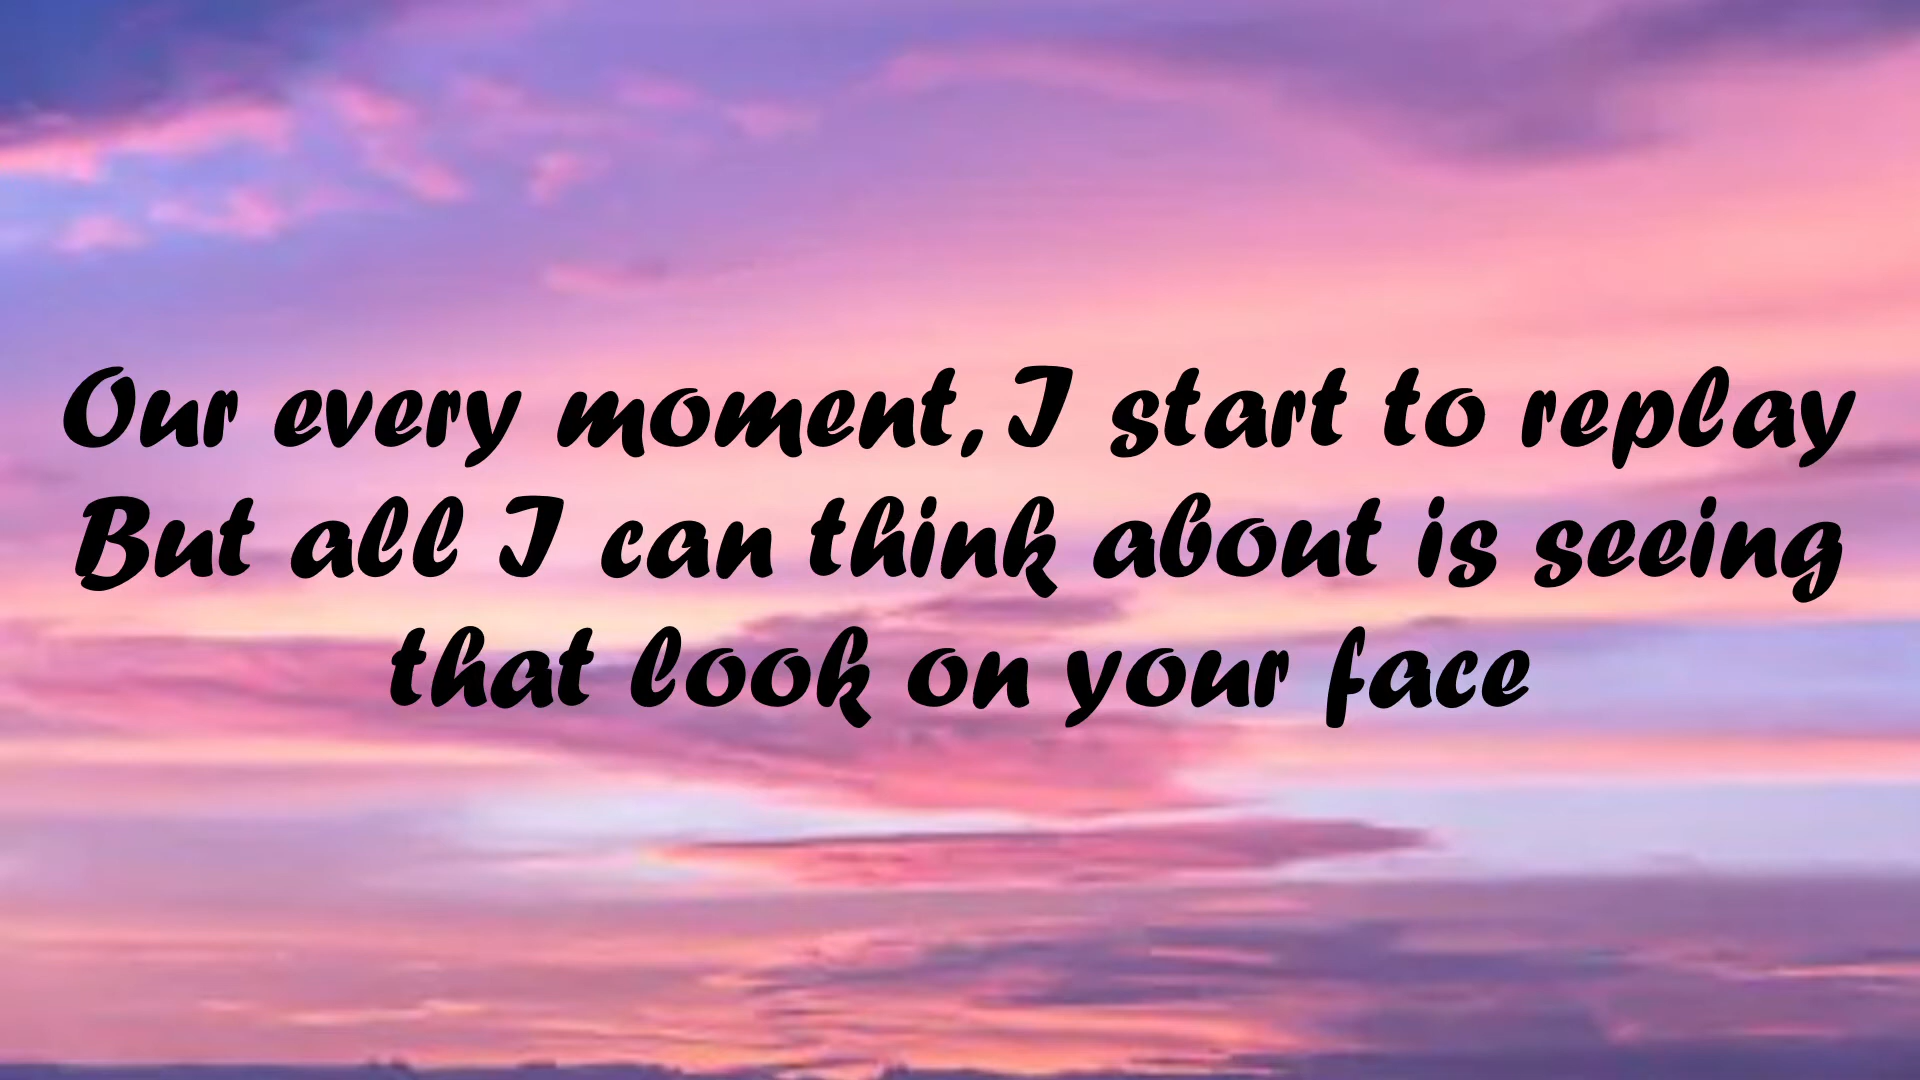 Our every moment, I start to replay
But all I can think about is seeing
that look on your face